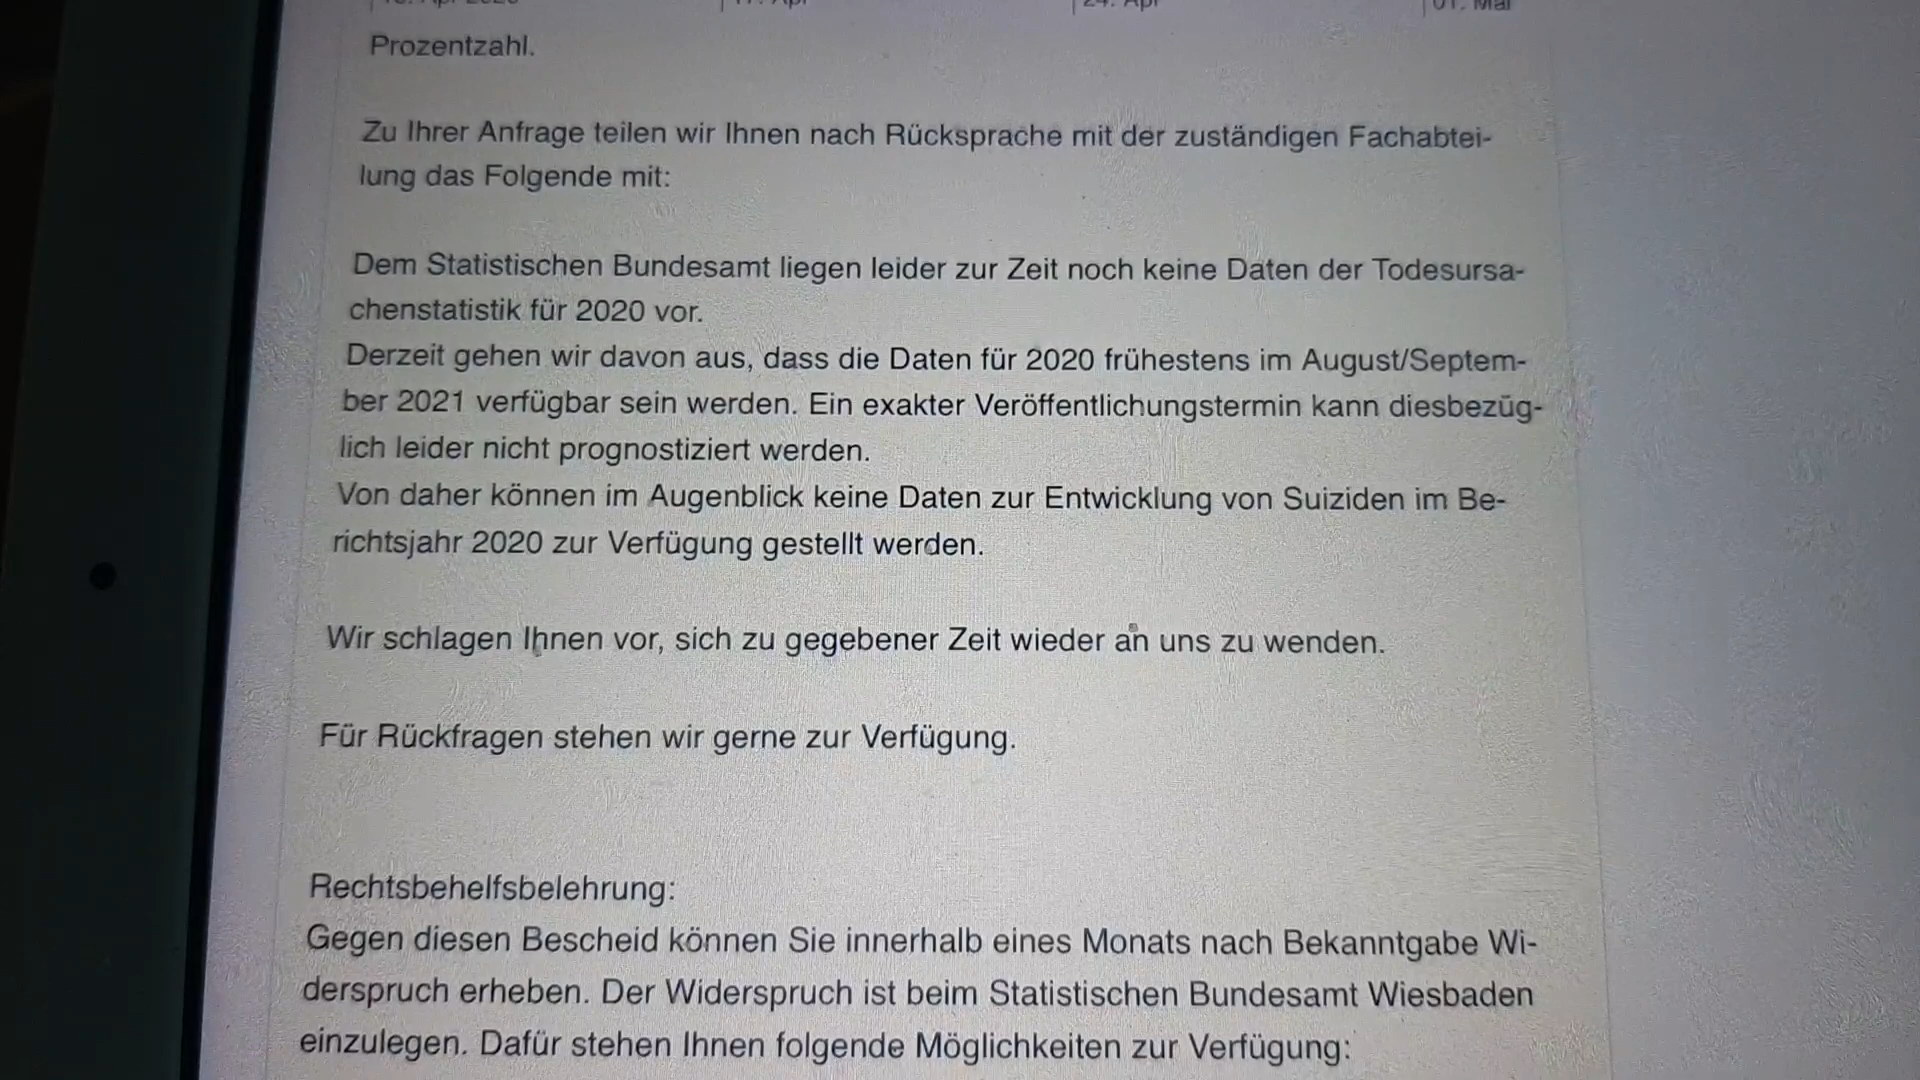 24. Apr
01. Mai
Prozentzahl.
Zu Ihrer Anfrage teilen wir Ihnen nach Rücksprache mit der zuständigen Fachabtei-
lung das Folgende mit:
Dem Statistischen Bundesamt liegen leider zur Zeit noch keine Daten der Todesursa-
chenstatistik für 2020 vor.
Derzeit gehen wir davon aus, dass die Daten für 2020 frühestens im August/Septem-
ber 2021 verfügbar sein werden. Ein exakter Veröffentlichungstermin kann diesbezüg-
lich leider nicht prognostiziert werden.
Von daher können im Augenblick keine Daten zur Entwicklung von Suiziden im Be-
richtsjahr 2020 zur Verfügung gestellt werden.
Wir schlagen Ihnen vor, sich zu gegebener Zeit wieder an uns zu wenden.
Für Rückfragen stehen wir gerne zur Verfügung.
Rechtsbehelfsbelehrung:
Gegen diesen Bescheid können Sie innerhalb eines Monats nach Bekanntgabe Wi-
derspruch erheben. Der Widerspruch ist beim Statistischen Bundesamt Wiesbaden
einzulegen. Dafür stehen Ihnen folgende Möglichkeiten zur Verfügung: